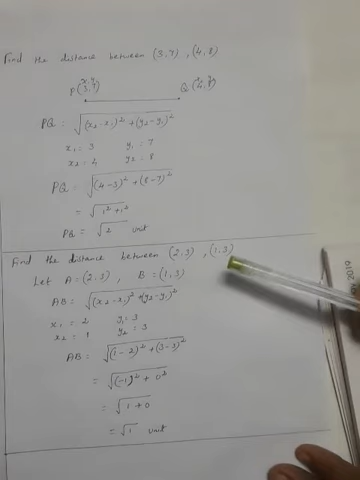 Find the distance between (3,7) , (4,8)
P(3,7) Q(4,8)
PQ = √(x₂-x₁)² + (y₂-y₁)²
x₁ = 3 y₁ = 7
x₂ = 4 y₂ = 8
PQ = √(4-3)² + (8-7)²
= √1² + 1²
PQ = √2 unit
Find the distance between (2,3) , (1,3)
Let A = (2,3) , B = (1,3)
AB = √(x₂-x₁)² + (y₂-y₁)²
x₁ = 2 y₁ = 3
x₂ = 1 y₂ = 3
AB = √(1-2)² + (3-3)²
= √(-1)² + 0²
= √1+0
= √1 unit
2019